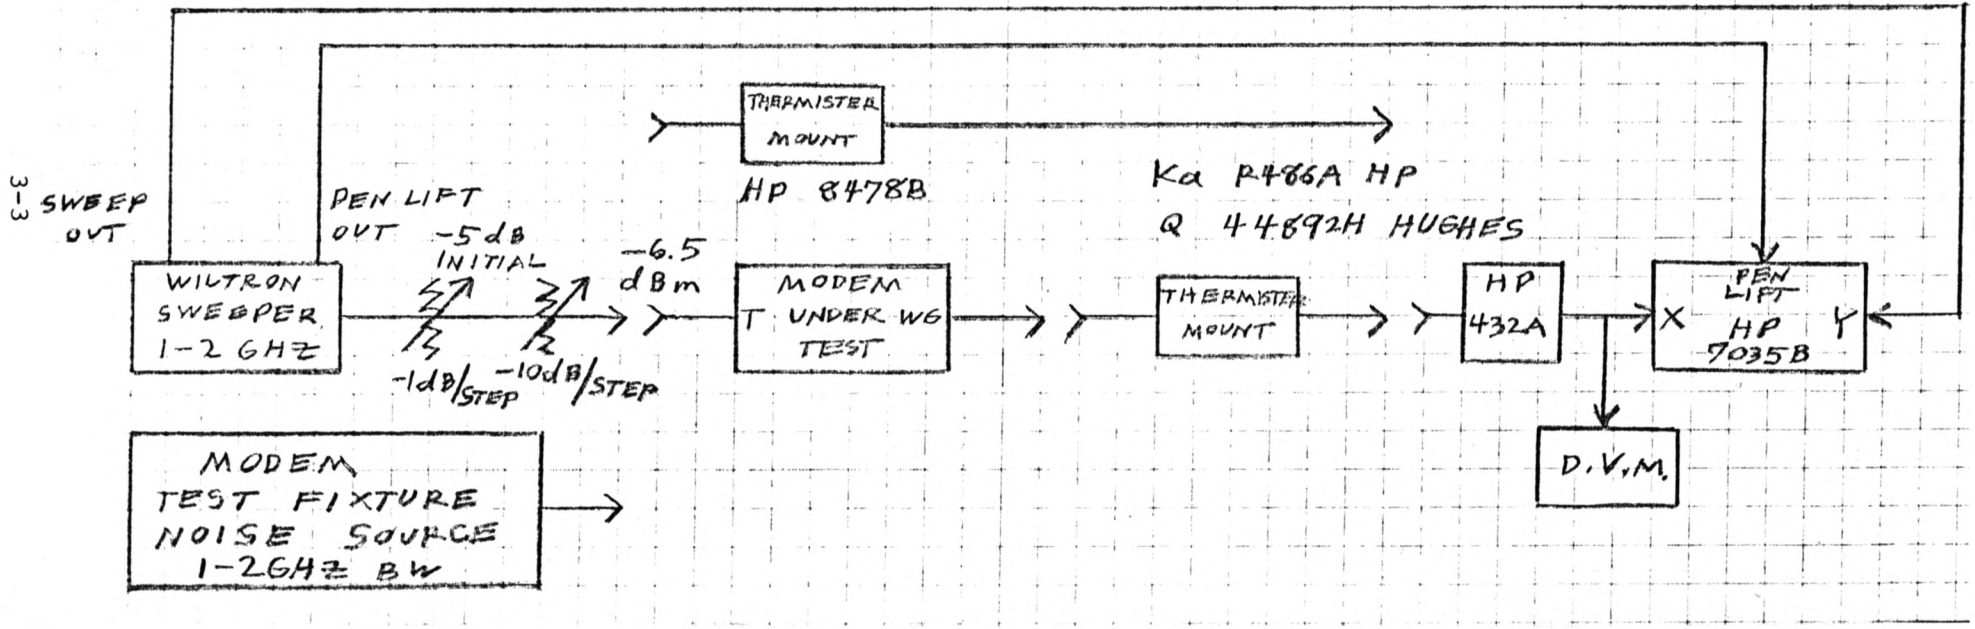 THERMISTER
MOUNT
HP 8478B
Ka R486A HP
Q 44892H HUGHES
3-3
SWEEP
OUT
PEN LIFT
OUT
-5dB
INITIAL
-6.5
dBm
WILTRON
SWEEPER
1-2 GHZ
-1dB/STEP
-10dB/STEP
MODEM
T UNDER WG
TEST
THERMISTER
MOUNT
HP
432A
PEN
LIFT
X HP Y
7035B
D.V.M.
MODEM
TEST FIXTURE
NOISE SOURCE
1-2GHZ BW